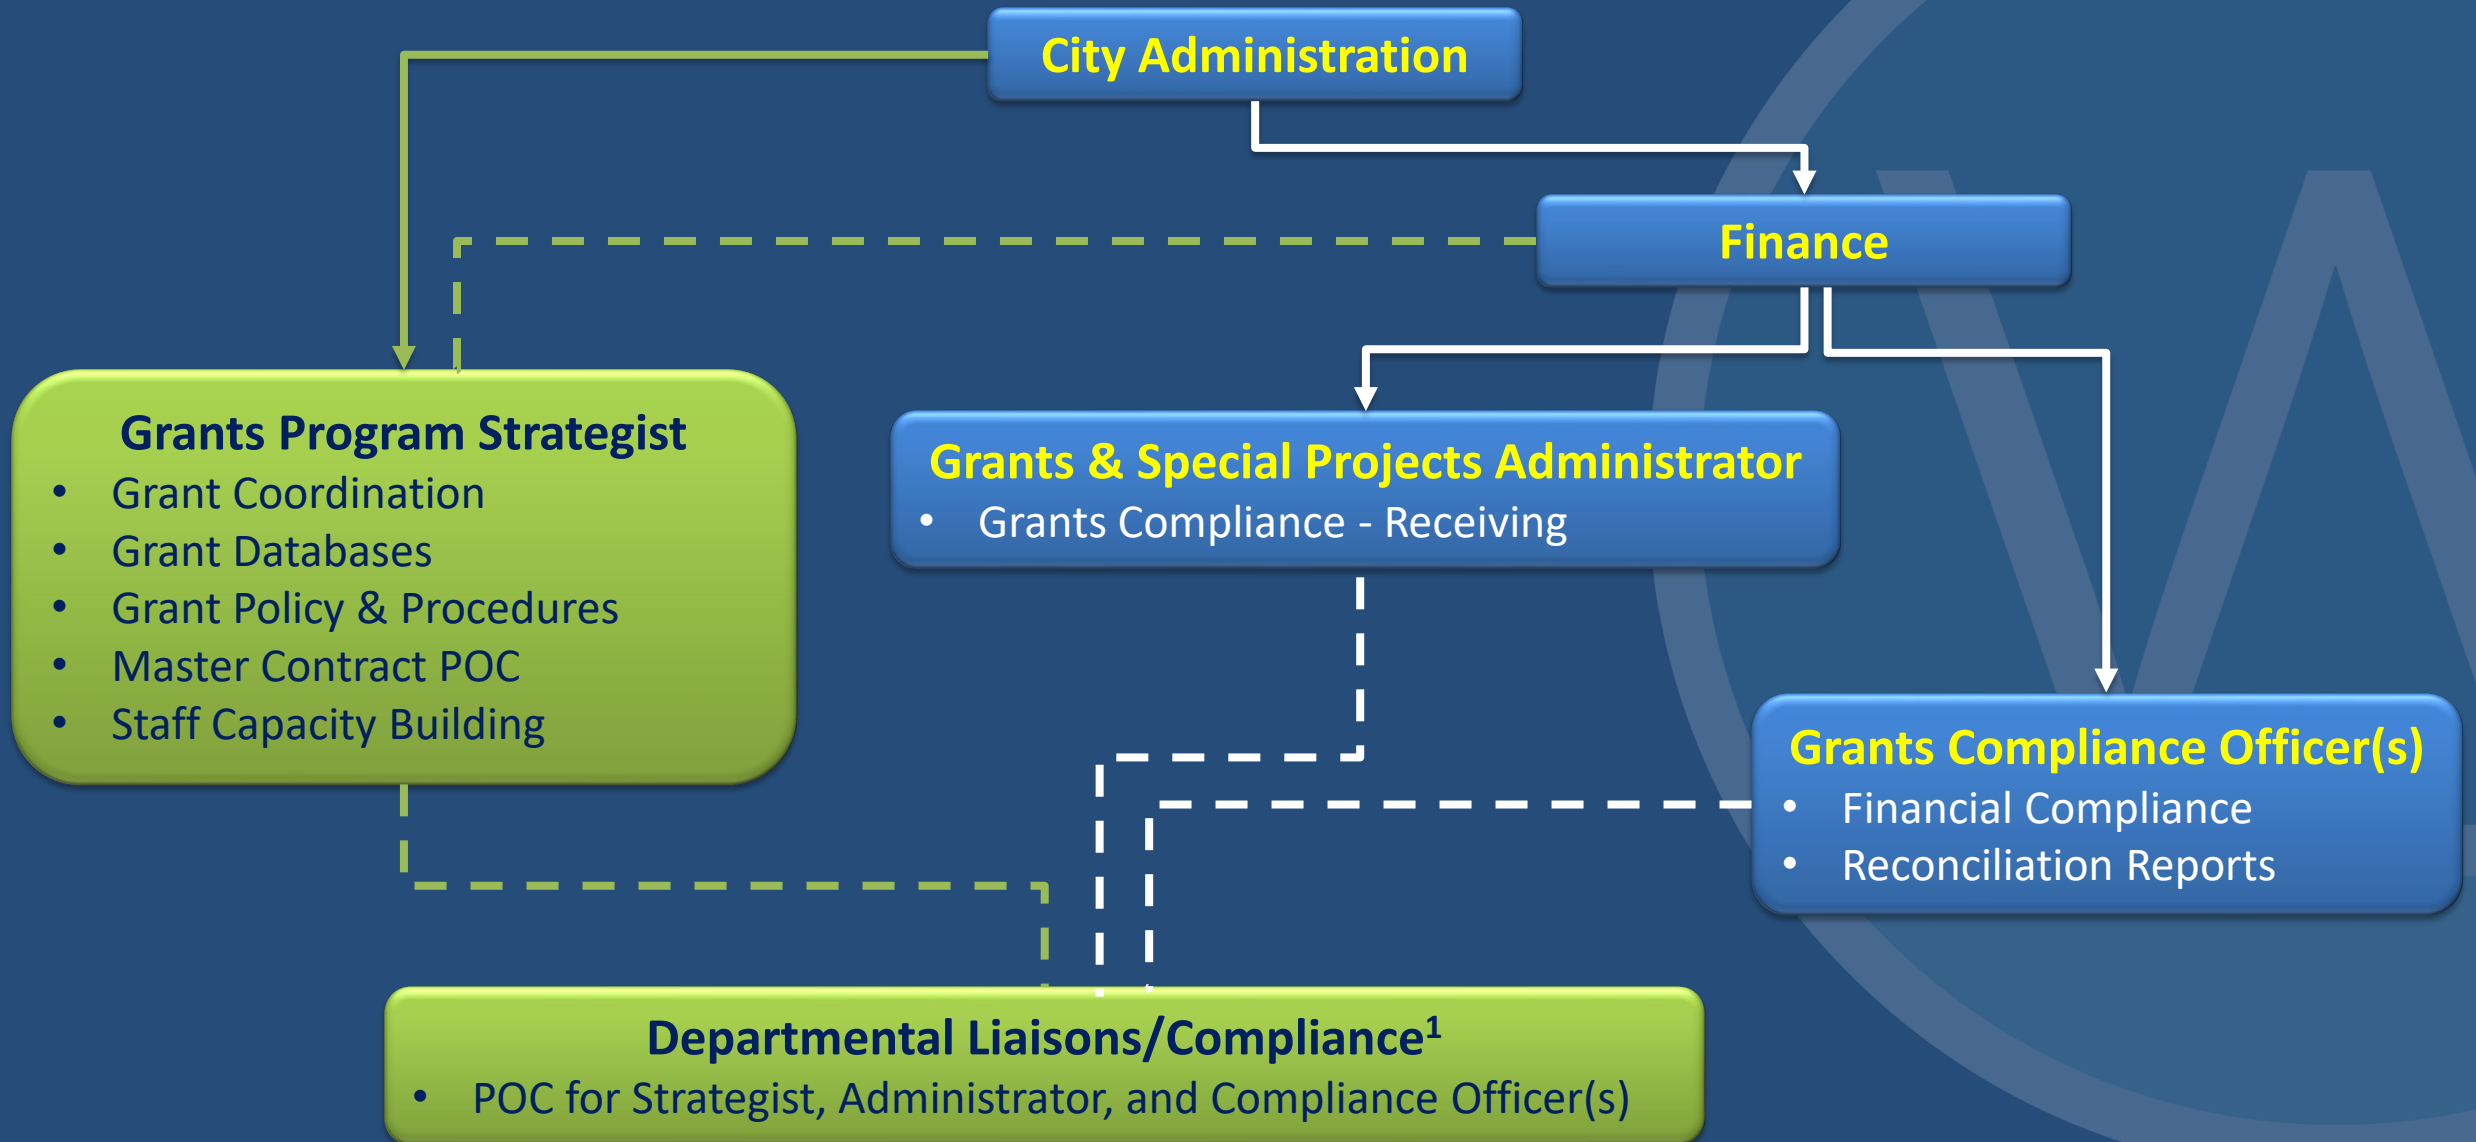 City Administration
Finance
Grants Program Strategist
• Grant Coordination
• Grant Databases
• Grant Policy & Procedures
• Master Contract POC
• Staff Capacity Building
Grants & Special Projects Administrator
• Grants Compliance - Receiving
Grants Compliance Officer(s)
• Financial Compliance
• Reconciliation Reports
Departmental Liaisons/Compliance¹
• POC for Strategist, Administrator, and Compliance Officer(s)